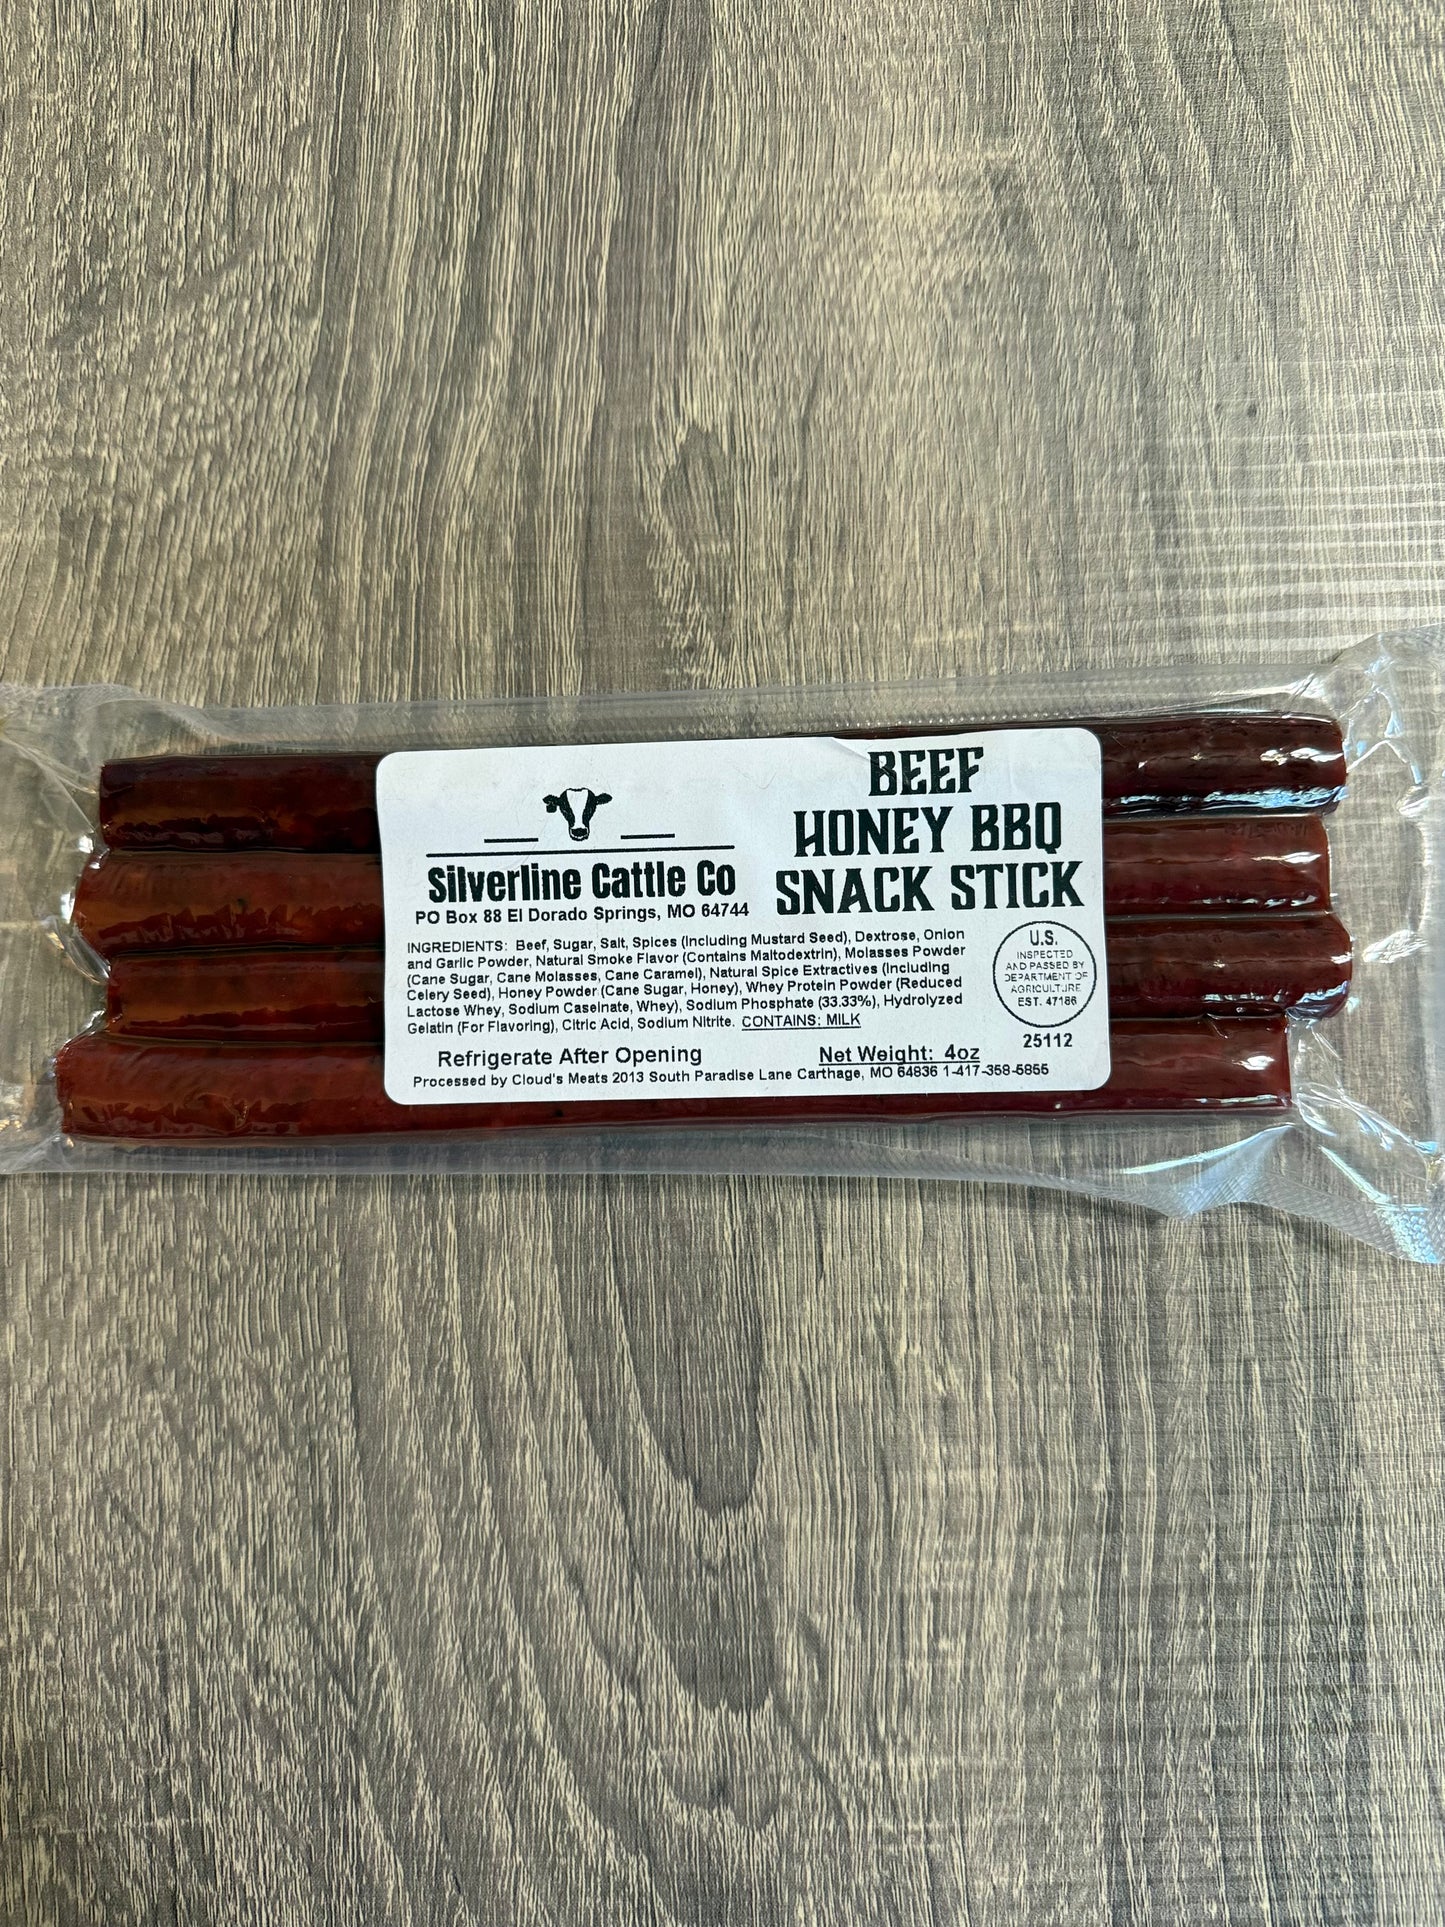 Silverline Cattle Co
PO Box 88 El Dorado Springs, MO 64744
BEEF
HONEY BBQ
SNACK STICK
INGREDIENTS: Beef, Sugar, Salt, Spices (Including Mustard Seed), Dextrose, Onion
and Garlic Powder, Natural Smoke Flavor (Contains Maltodextrin), Molasses Powder
(Cane Sugar, Cane Molasses, Cane Caramel), Natural Spice Extractives (Including
Celery Seed), Honey Powder (Cane Sugar, Honey), Whey Protein Powder (Reduced
Lactose Whey, Sodium Caseinate, Whey), Sodium Phosphate (33.33%), Hydrolyzed
Gelatin (For Flavoring), Citric Acid, Sodium Nitrite. CONTAINS: MILK
U.S.
INSPECTED
AND PASSED BY
DEPARTMENT OF
AGRICULTURE
EST. 47186
25112
Refrigerate After Opening
Net Weight: 4oz
Processed by Cloud's Meats 2013 South Paradise Lane Carthage, MO 64836 1-417-358-5855